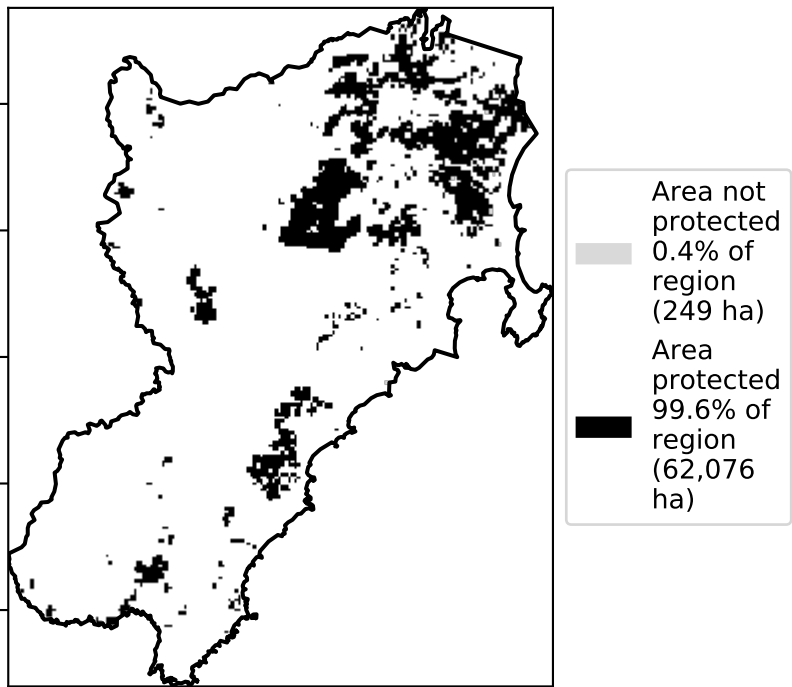 Area not
protected
0.4% of
region
(249 ha)
Area
protected
99.6% of
region
(62,076
ha)